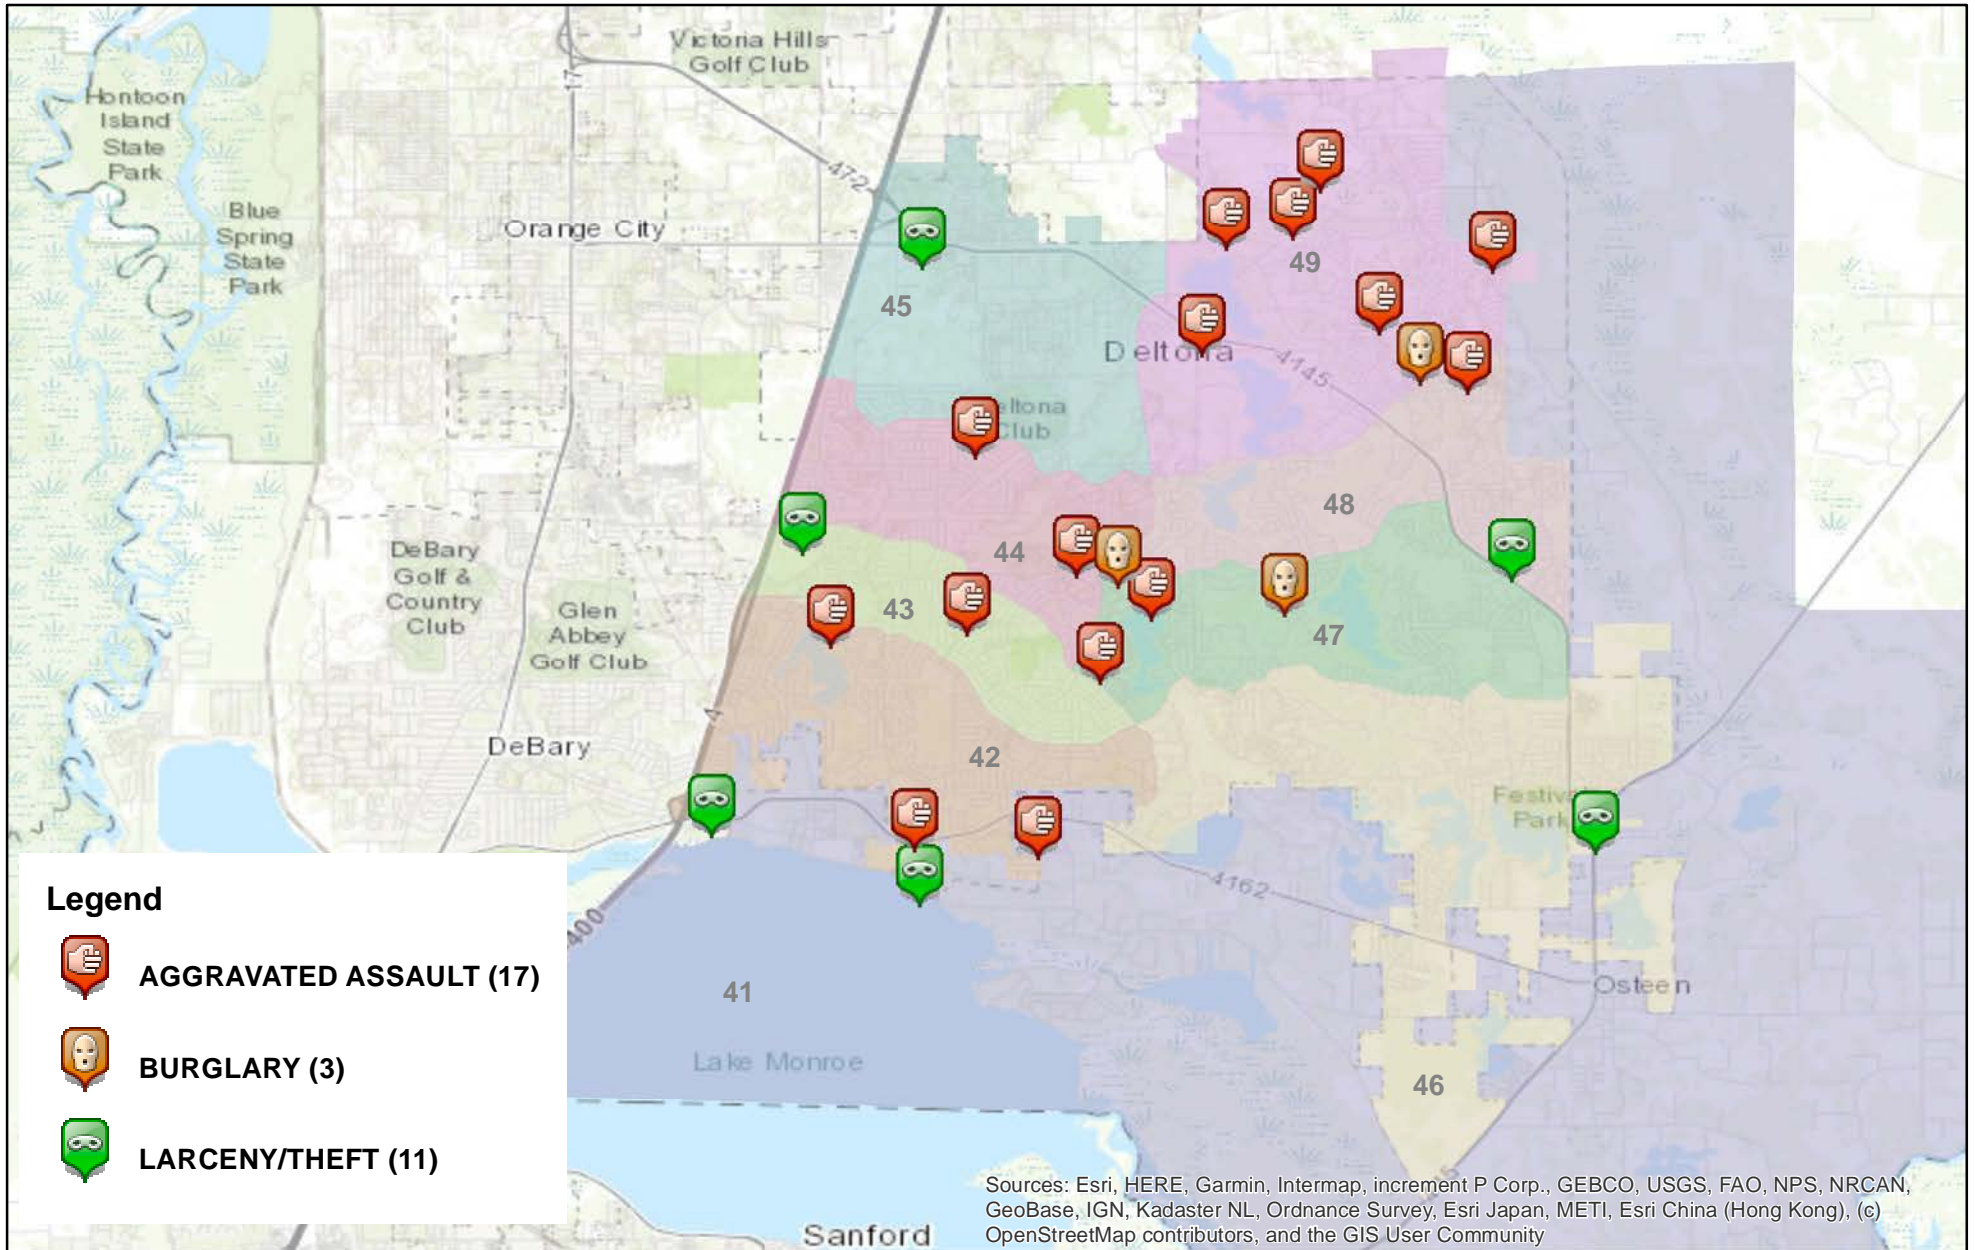 Victoria Hills
Golf Club
17
Hontoon
Island
State
Park
472
Blue
Spring
State
Park
Orange City
49
45
Deltona
4145
eltona
Club
48
44
DeBary
Golf &
Country
Club
Glen
Abbey
Golf Club
43
47
4
DeBary
42
Festival
Park
4162
400
Osteen
41
Lake Monroe
46
15
Legend
AGGRAVATED ASSAULT (17)
BURGLARY (3)
LARCENY/THEFT (11)
Sanford
Sources: Esri, HERE, Garmin, Intermap, increment P Corp., GEBCO, USGS, FAO, NPS, NRCAN,
GeoBase, IGN, Kadaster NL, Ordnance Survey, Esri Japan, METI, Esri China (Hong Kong), (c)
OpenStreetMap contributors, and the GIS User Community